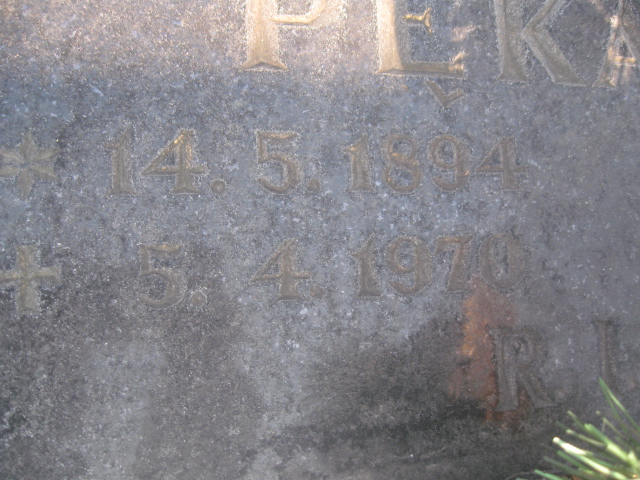 PEKA
* 14. 5. 1894
+ 5. 4. 1970
R. I.